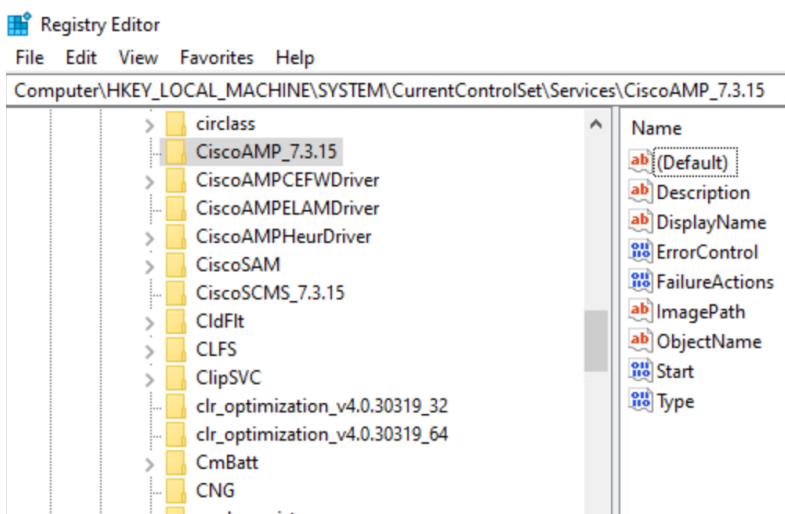 Registry Editor
File Edit View Favorites Help
Computer\HKEY_LOCAL_MACHINE\SYSTEM\CurrentControlSet\Services\CiscoAMP_7.3.15
circlass
CiscoAMP_7.3.15
CiscoAMPCEFWDriver
CiscoAMPELAMDriver
CiscoAMPHeurDriver
CiscoSAM
CiscoSCMS_7.3.15
CldFlt
CLFS
ClipSVC
clr_optimization_v4.0.30319_32
clr_optimization_v4.0.30319_64
CmBatt
CNG
Name
(Default)
Description
DisplayName
ErrorControl
FailureActions
ImagePath
ObjectName
Start
Type